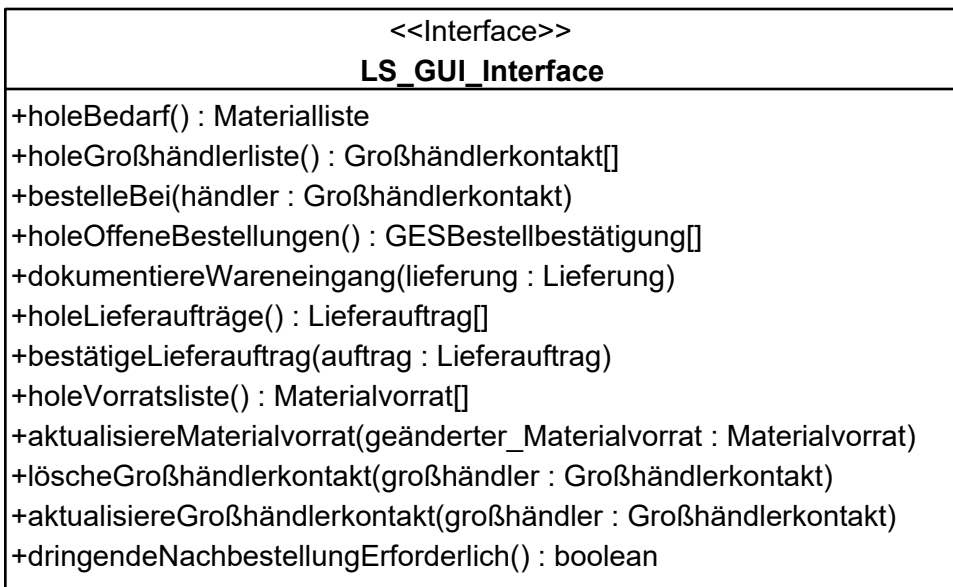 <<Interface>>
LS_GUI_Interface
+holeBedarf() : Materialliste
+holeGroßhändlerliste() : Großhändlerkontakt[]
+bestelleBei(händler : Großhändlerkontakt)
+holeOffeneBestellungen() : GESBestellbestätigung[]
+dokumentiereWareneingang(lieferung : Lieferung)
+holeLieferaufträge() : Lieferauftrag[]
+bestätigeLieferauftrag(auftrag : Lieferauftrag)
+holeVorratsliste() : Materialvorrat[]
+aktualisiereMaterialvorrat(geänderter_Materialvorrat : Materialvorrat)
+löscheGroßhändlerkontakt(großhändler : Großhändlerkontakt)
+aktualisiereGroßhändlerkontakt(großhändler : Großhändlerkontakt)
+dringendeNachbestellungErforderlich() : boolean